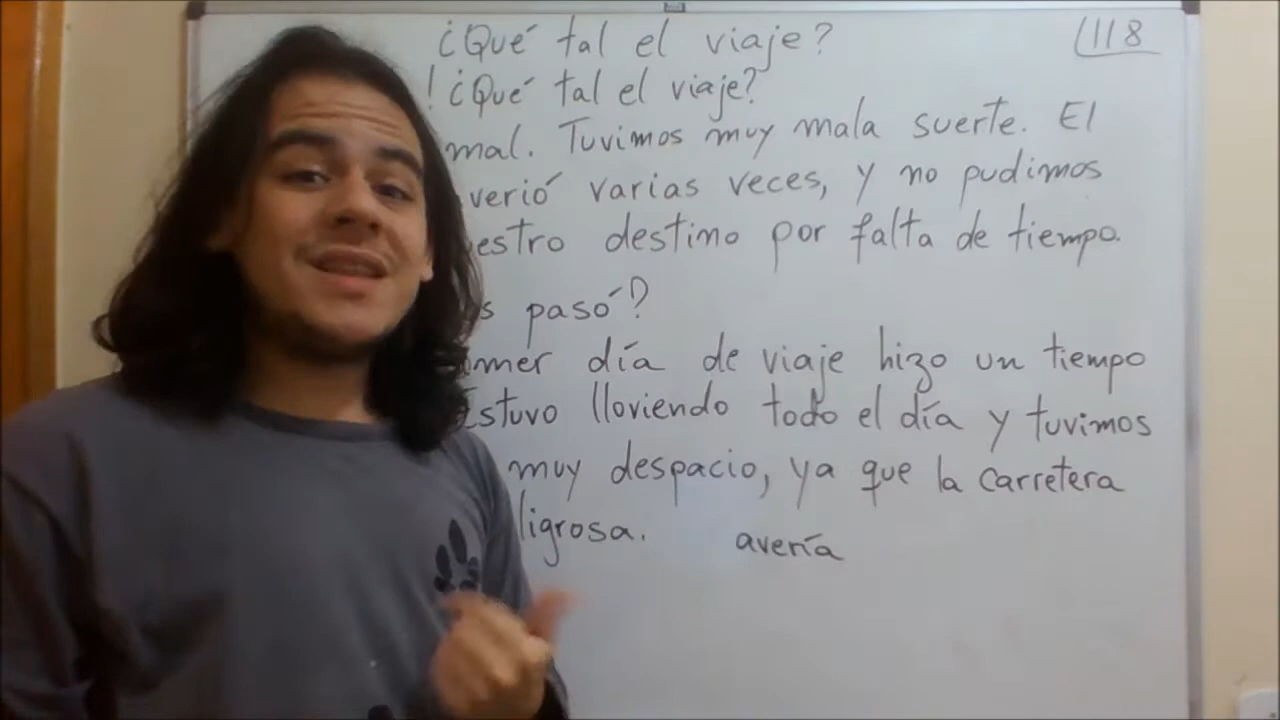 ¿Qué tal el viaje?
118
! ¿Qué tal el viaje?
mal. Tuvimos muy mala suerte. El
verió varias veces, y no pudimos
estro destino por falta de tiempo.
s pasó?
mer día de viaje hizo un tiempo
Estuvo lloviendo todo el día y tuvimos
muy despacio, ya que la carretera
ligrosa.
avería